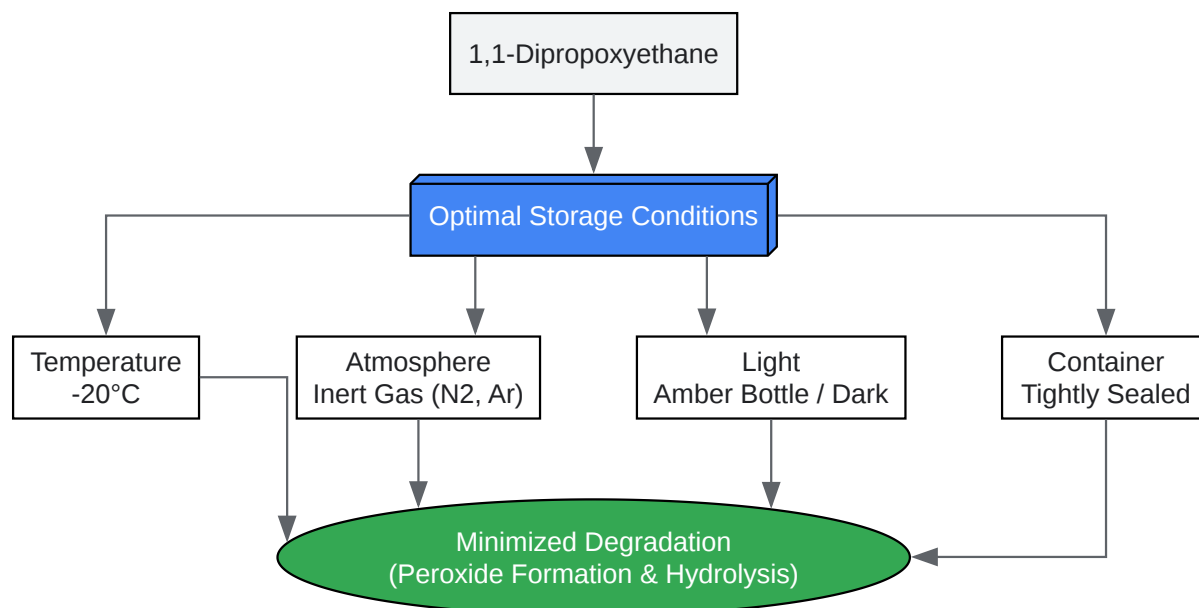 1,1-Dipropoxyethane
Optimal Storage Conditions
Temperature
-20°C
Atmosphere
Inert Gas (N2, Ar)
Light
Amber Bottle / Dark
Container
Tightly Sealed
Minimized Degradation
(Peroxide Formation & Hydrolysis)